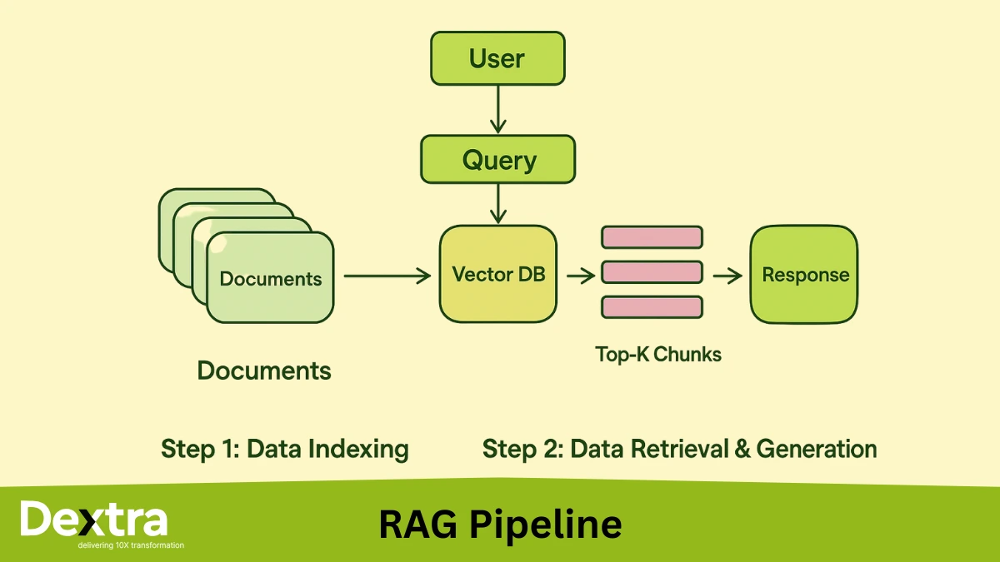 User
Query
Documents
Vector DB
Response
Top-K Chunks
Documents
Step 1: Data Indexing
Step 2: Data Retrieval & Generation
Dextra
delivering 10X transformation
RAG Pipeline